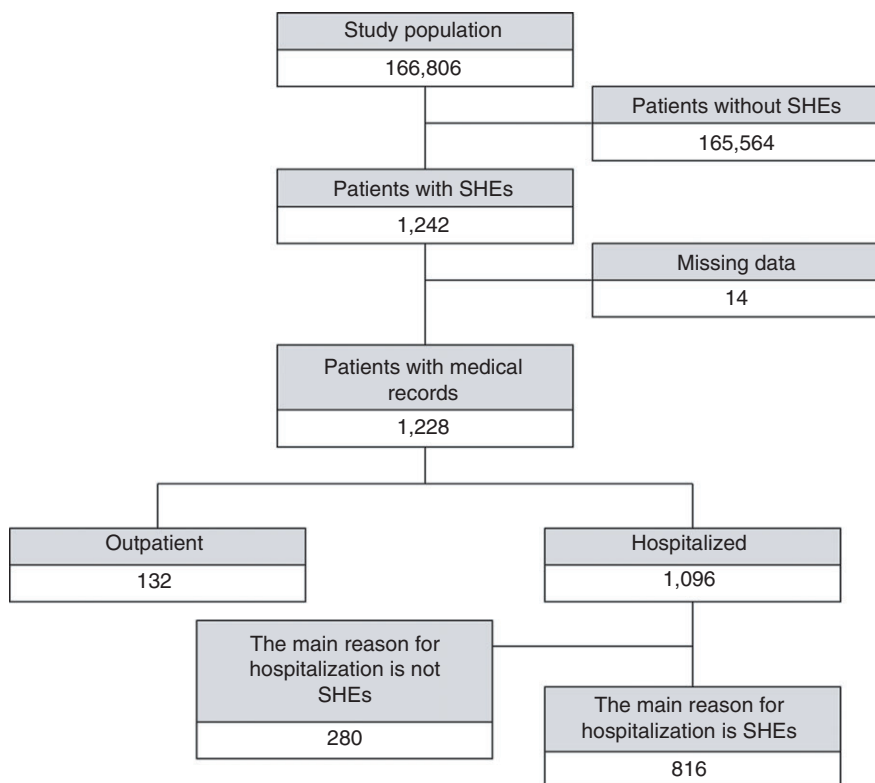 Study population
166,806
Patients without SHEs
165,564
Patients with SHEs
1,242
Missing data
14
Patients with medical
records
1,228
Outpatient
132
Hospitalized
1,096
The main reason for
hospitalization is not
SHEs
280
The main reason for
hospitalization is SHEs
816